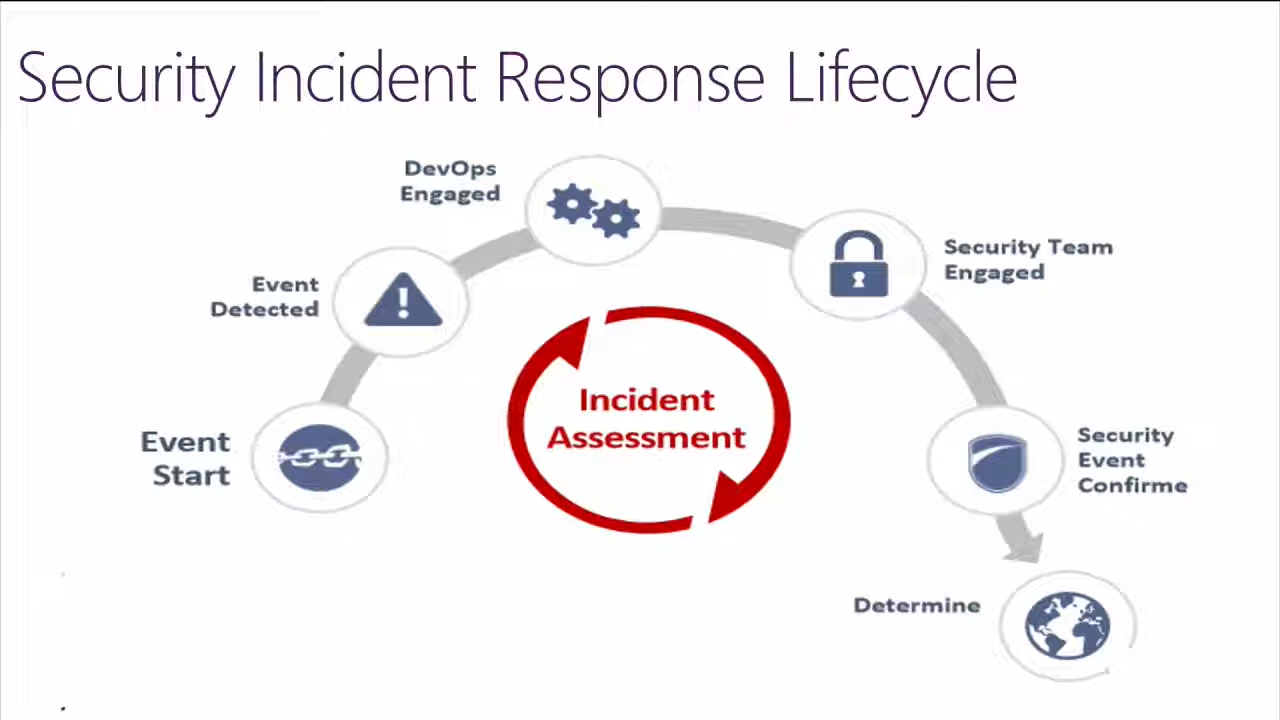 Security Incident Response Lifecycle
DevOps
Engaged
Security Team
Engaged
Event
Detected
Incident
Assessment
Event
Start
Security
Event
Confirme
Determine